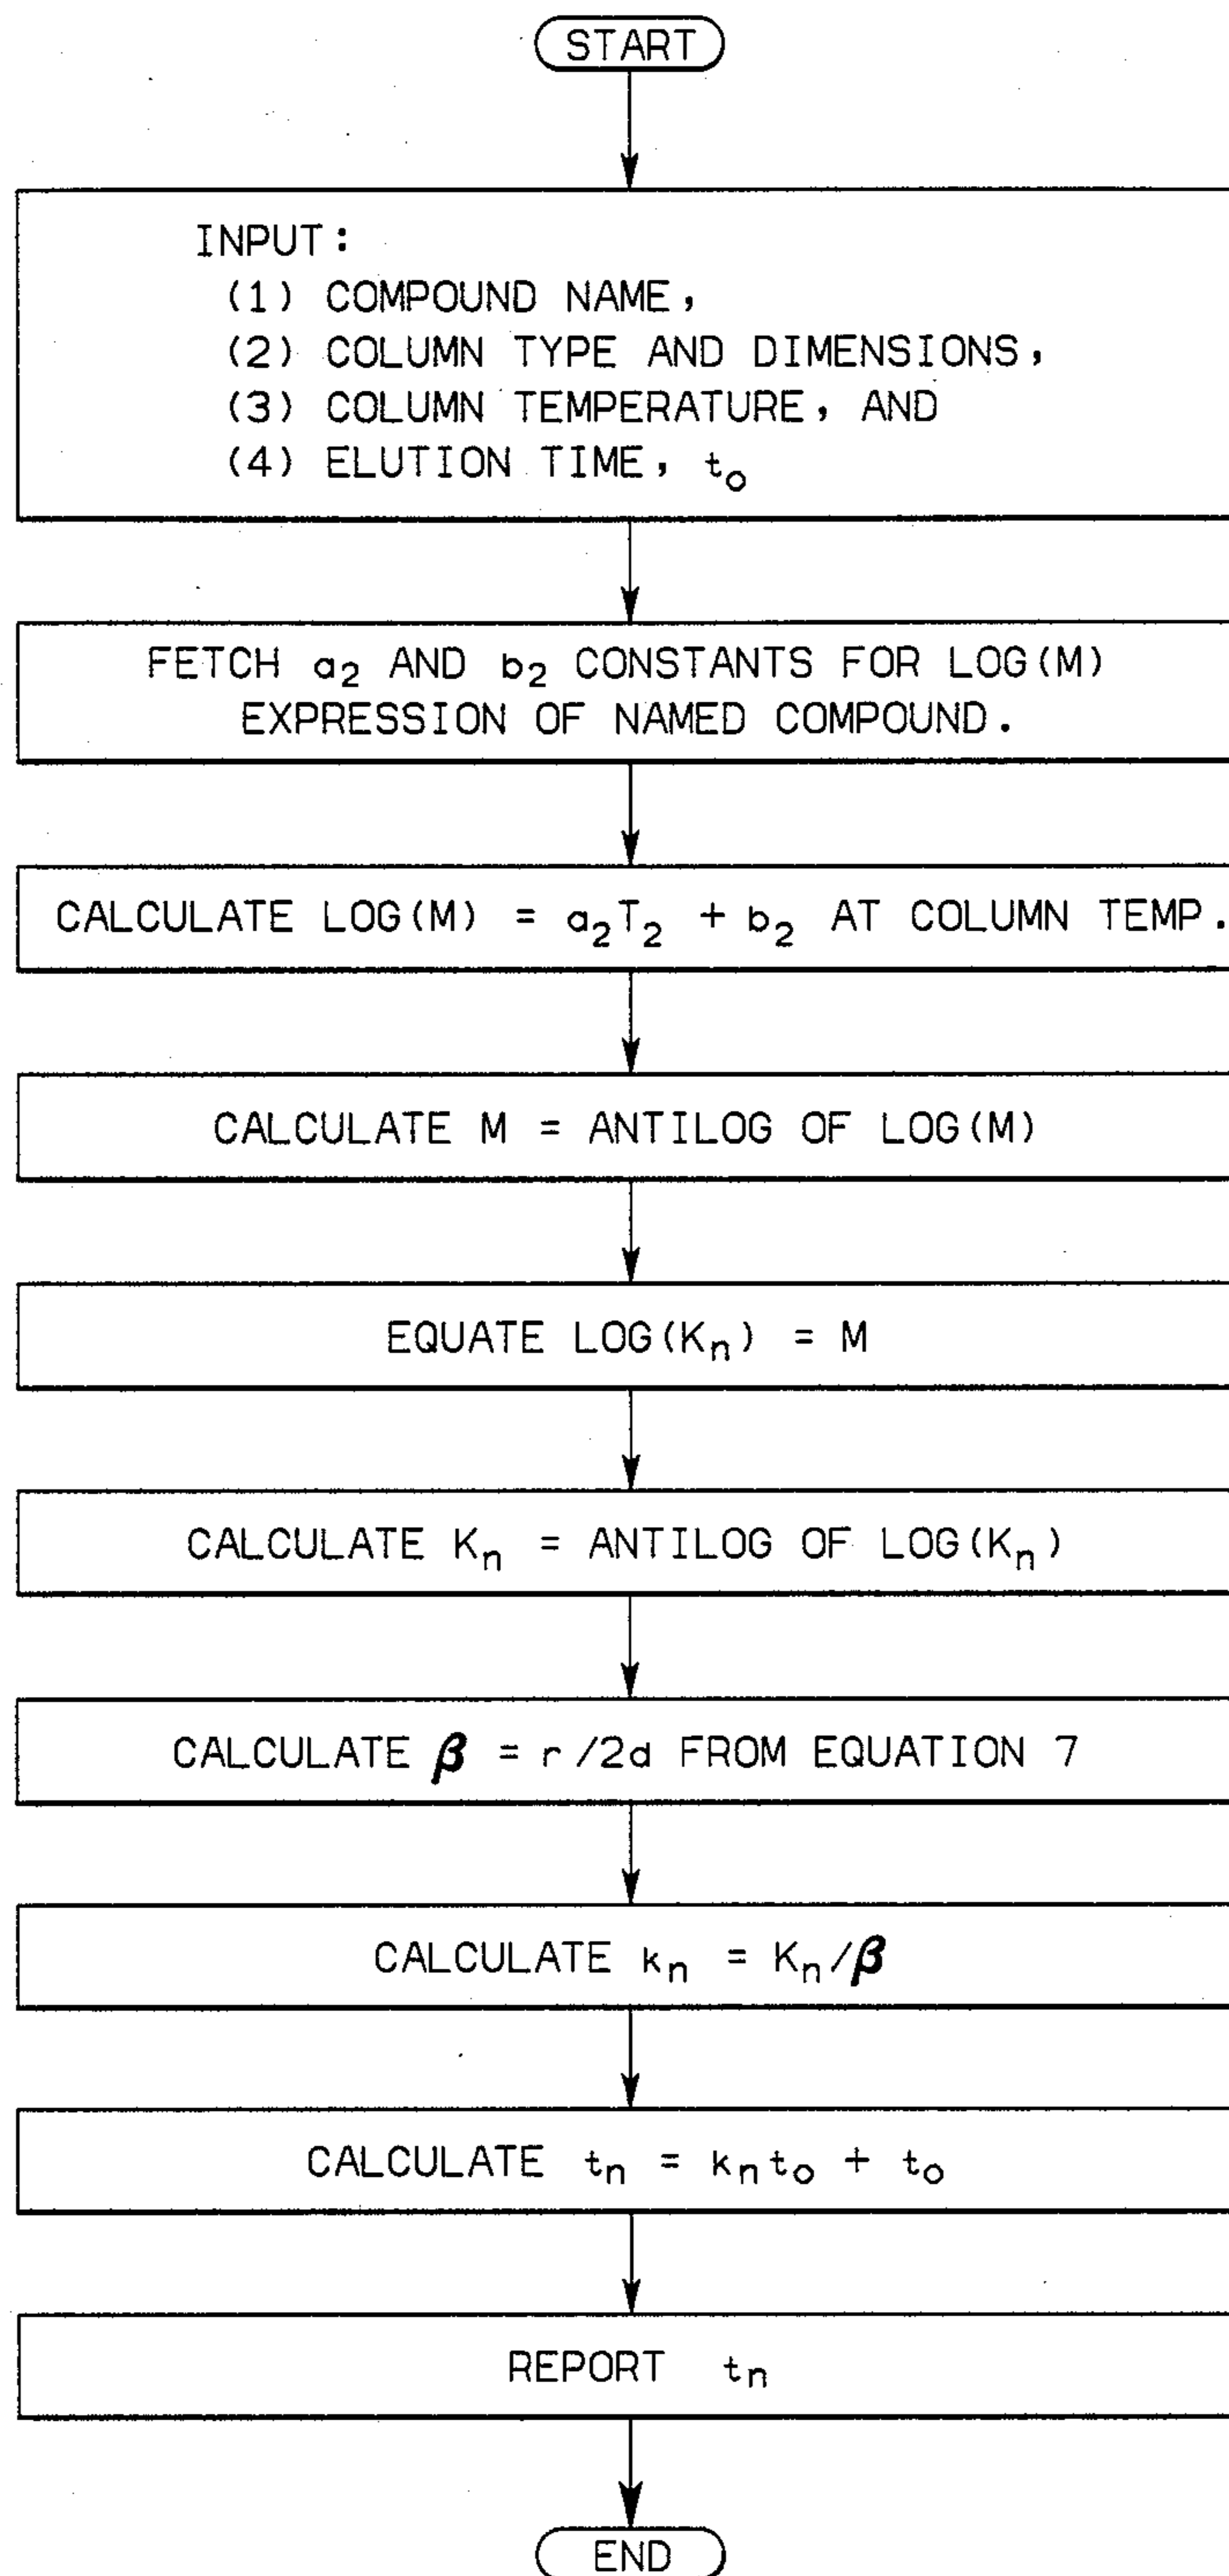 START
INPUT:
(1) COMPOUND NAME,
(2) COLUMN TYPE AND DIMENSIONS,
(3) COLUMN TEMPERATURE, AND
(4) ELUTION TIME, t₀
FETCH a₂ AND b₂ CONSTANTS FOR LOG(M)
EXPRESSION OF NAMED COMPOUND.
CALCULATE LOG(M) = a₂T₂ + b₂ AT COLUMN TEMP.
CALCULATE M = ANTILOG OF LOG(M)
EQUATE LOG(Kₙ) = M
CALCULATE Kₙ = ANTILOG OF LOG(Kₙ)
CALCULATE β = r/2d FROM EQUATION 7
CALCULATE kₙ = Kₙ/β
CALCULATE tₙ = kₙt₀ + t₀
REPORT tₙ
END